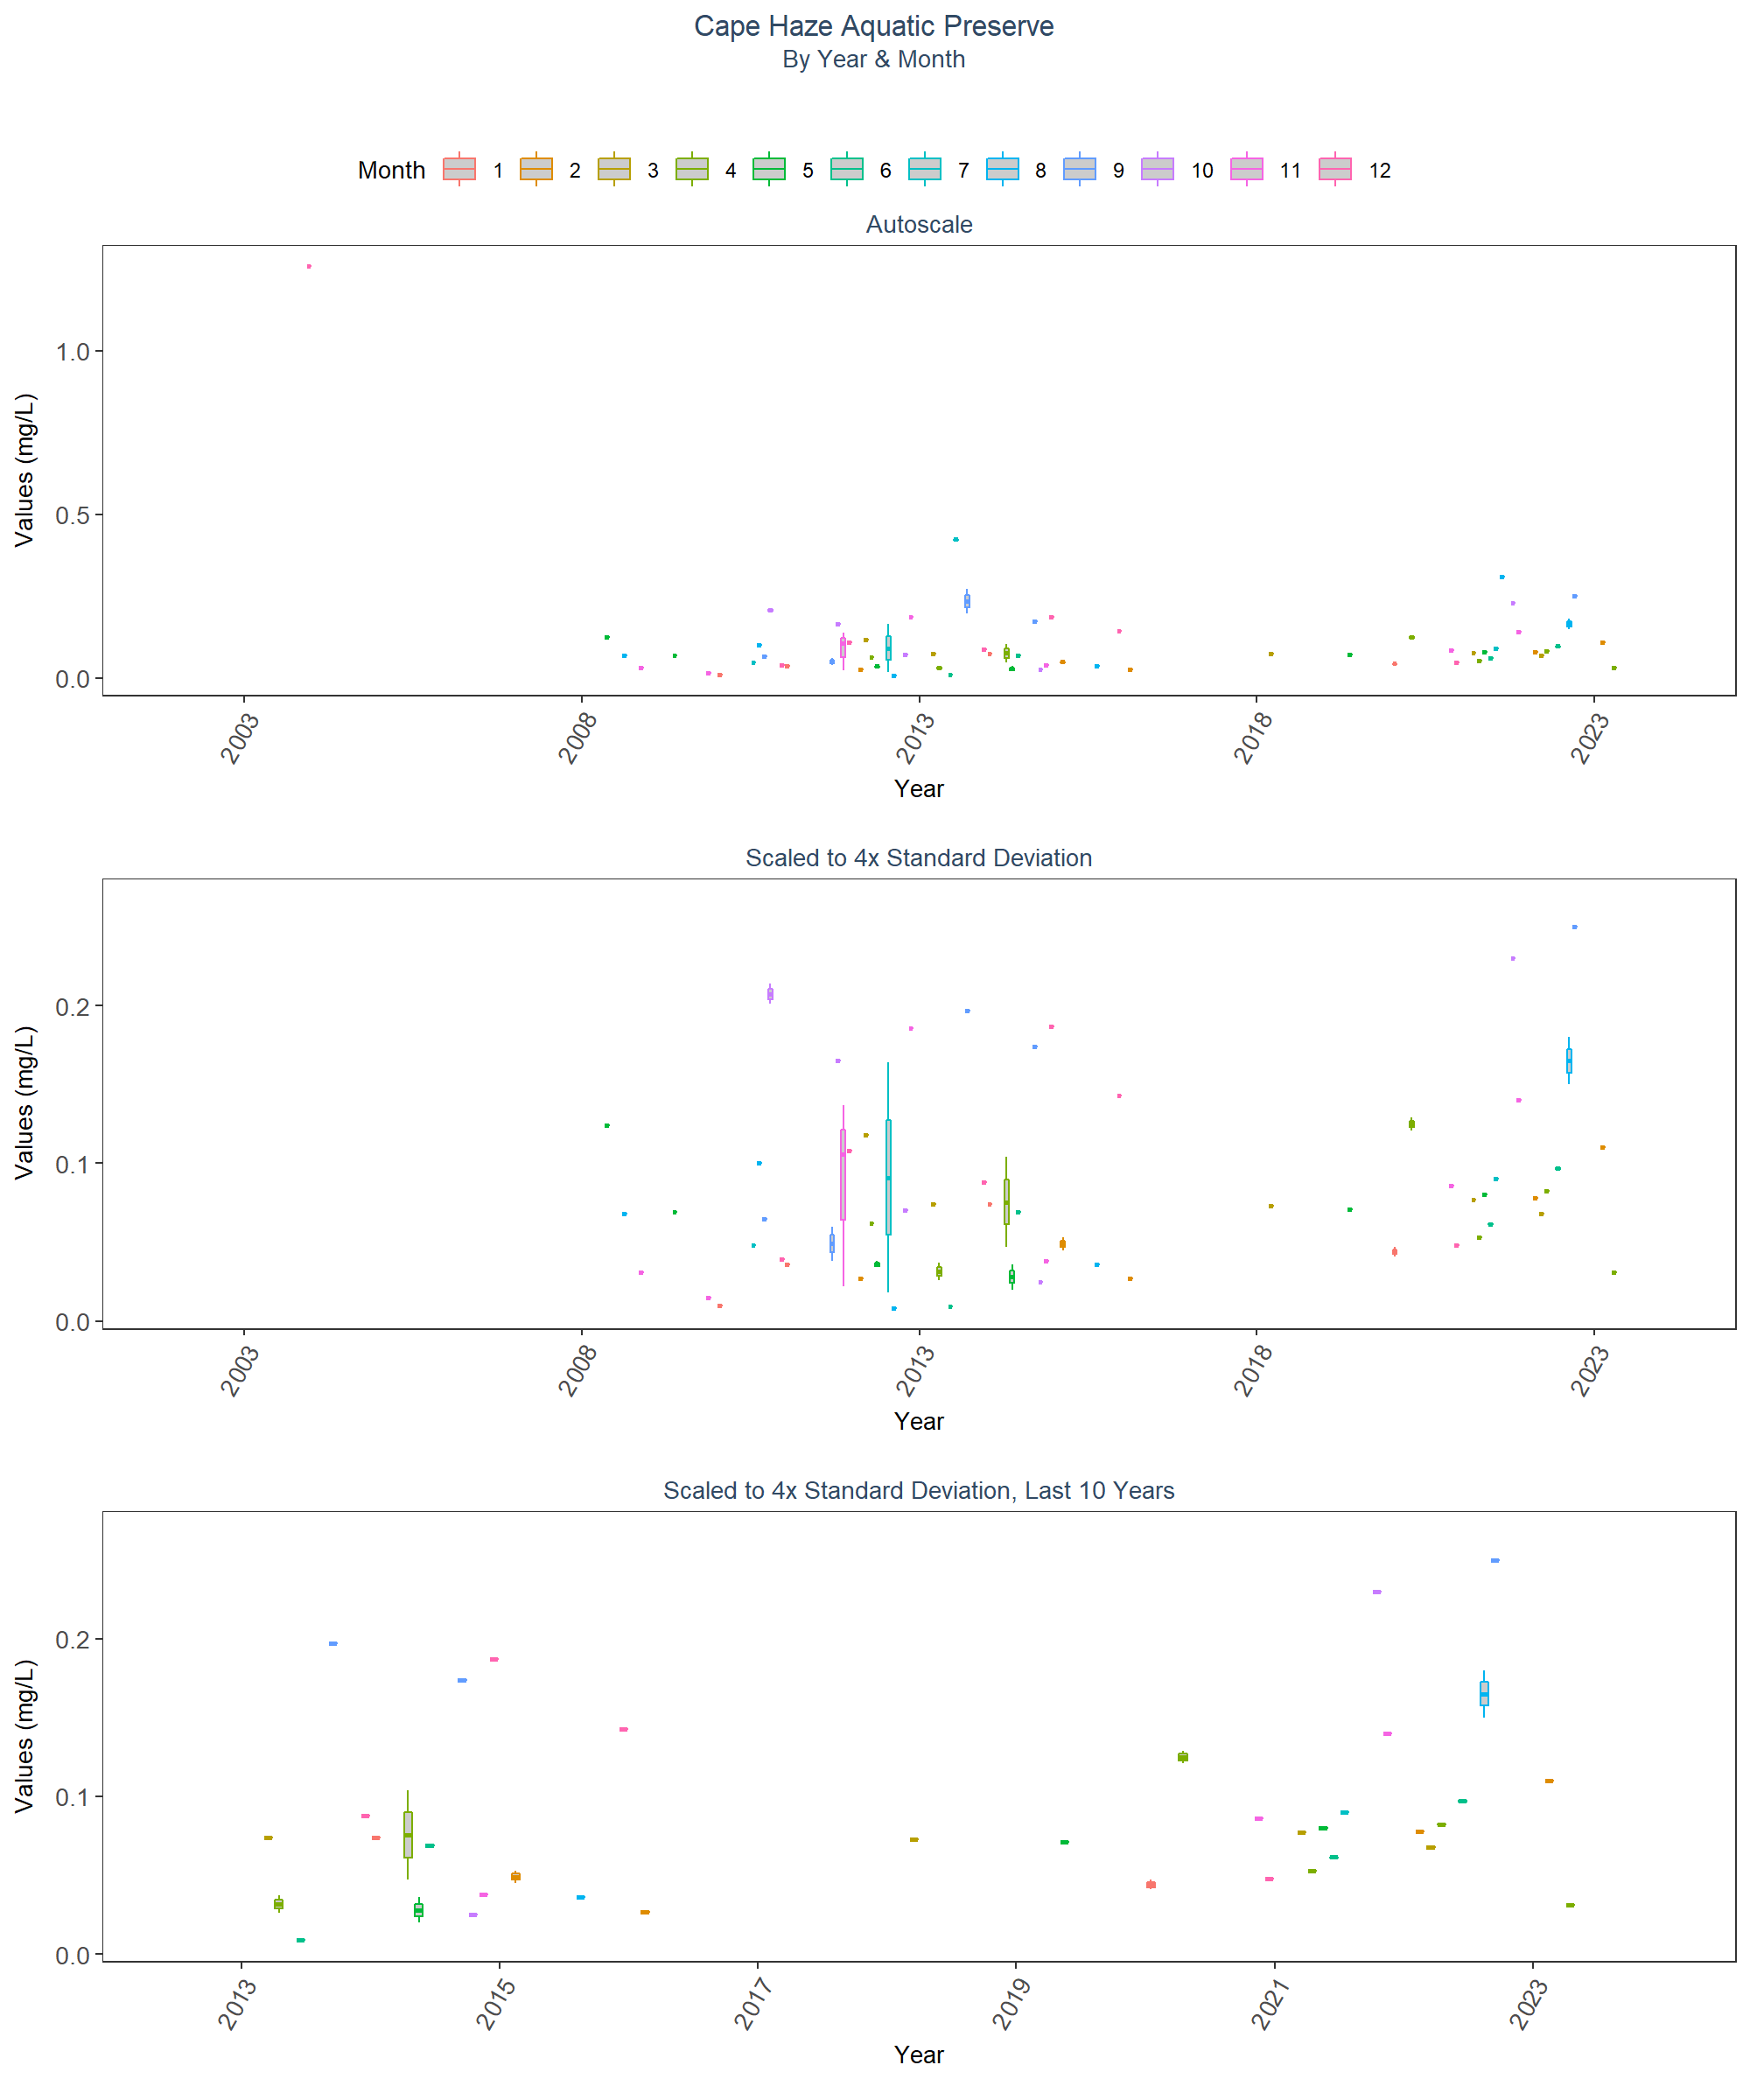 Cape Haze Aquatic Preserve
By Year & Month
Month 1 2 3 4 5 6 7 8 9 10 11 12
Autoscale
Values (mg/L)
1.0
0.5
0.0
2003 2008 2013 2018 2023
Year
Scaled to 4x Standard Deviation
Values (mg/L)
0.2
0.1
0.0
2003 2008 2013 2018 2023
Year
Scaled to 4x Standard Deviation, Last 10 Years
Values (mg/L)
0.2
0.1
0.0
2013 2015 2017 2019 2021 2023
Year